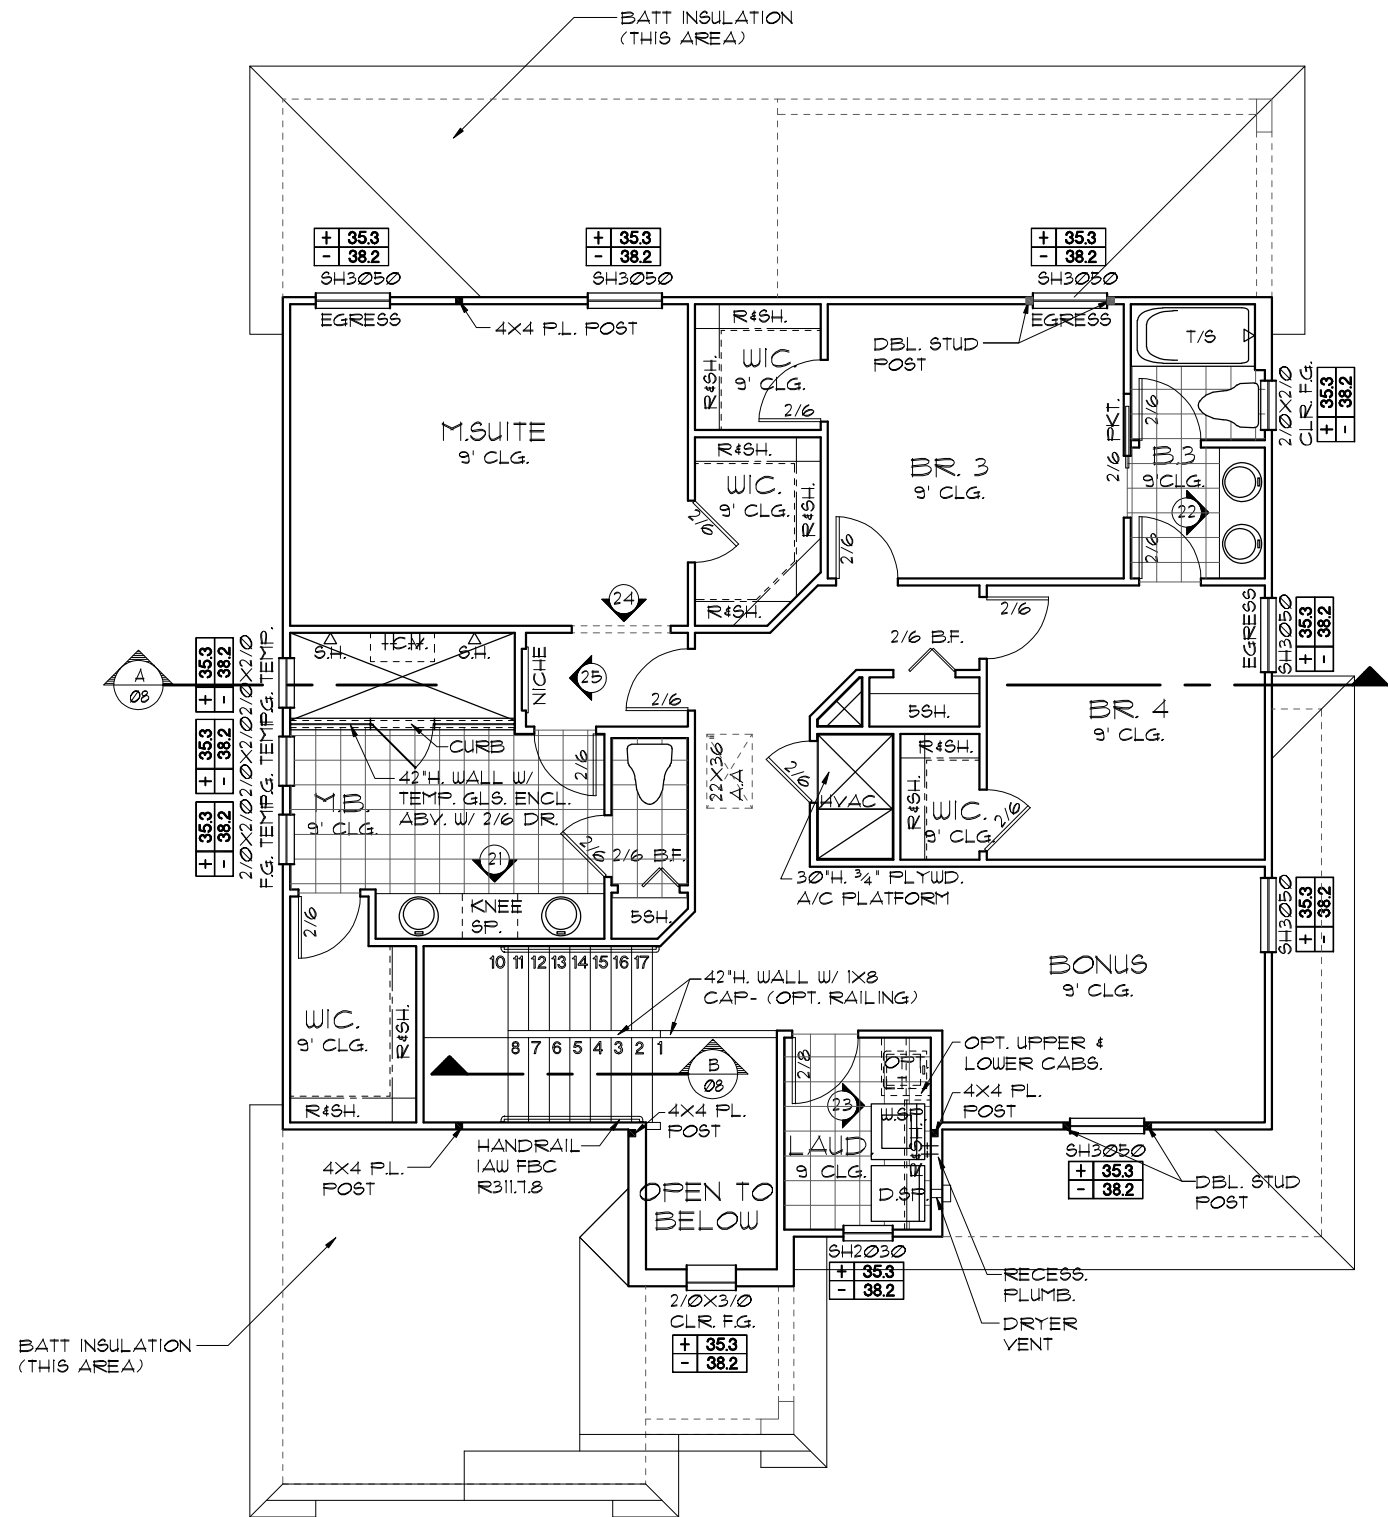 BATT INSULATION
(THIS AREA)
+ 35.3
- 38.2
SH3050
EGRESS
+ 35.3
- 38.2
SH3050
+ 35.3
- 38.2
SH3050
EGRESS
4X4 P.L. POST
DBL. STUD
POST
R&SH.
R&SH.
WIC.
9' CLG.
2/6
T/S
2/0X2/0
CLR. F.G.
+ 35.3
- 38.2
M.SUITE
9' CLG.
R&SH.
WIC.
9' CLG.
R&SH.
R&SH.
2/6
BR. 3
9' CLG.
2/6
2/6 PKT.
2/6
B.3
9' CLG.
22
2/6
24
25
NICHE
2/6
S.H.
S.H.
A
08
2/0X2/0
F.G. TEMP.
+ 35.3
- 38.2
2/0X2/0
F.G. TEMP.
+ 35.3
- 38.2
2/0X2/0
F.G. TEMP.
+ 35.3
- 38.2
CURB
42"H. WALL W/
TEMP. GLS. ENCL.
ABV. W/ 2/6 DR.
M.B.
9' CLG.
2/6
2/6
2/6 B.F.
21
KNEE
SP.
5SH.
2/6
2/6 B.F.
5SH.
2/6
EGRESS
SH3050
+ 35.3
- 38.2
BR. 4
9' CLG.
22X36
A.A
2/6
HVAC
R&SH.
R&SH.
WIC.
9' CLG.
2/6
30"H. 3/4" PLYWD.
A/C PLATFORM
SH3050
+ 35.3
- 38.2
BONUS
9' CLG.
10 11 12 13 14 15 16 17
8 7 6 5 4 3 2 1
42"H. WALL W/ 1X8
CAP- (OPT. RAILING)
WIC.
9' CLG.
R&SH.
R&SH.
B
08
2/8
OPT.
OPT. UPPER &
LOWER CABS.
4X4 PL.
POST
23
W.SP.
R&SH.
LAUD.
9 CLG.
D.SP.
4X4 PL.
POST
HANDRAIL
IAW FBC
R311.7.8
4X4 P.L.
POST
OPEN TO
BELOW
SH3050
+ 35.3
- 38.2
DBL. STUD
POST
SH2030
+ 35.3
- 38.2
RECESS.
PLUMB.
DRYER
VENT
2/0X3/0
CLR. F.G.
+ 35.3
- 38.2
BATT INSULATION
(THIS AREA)